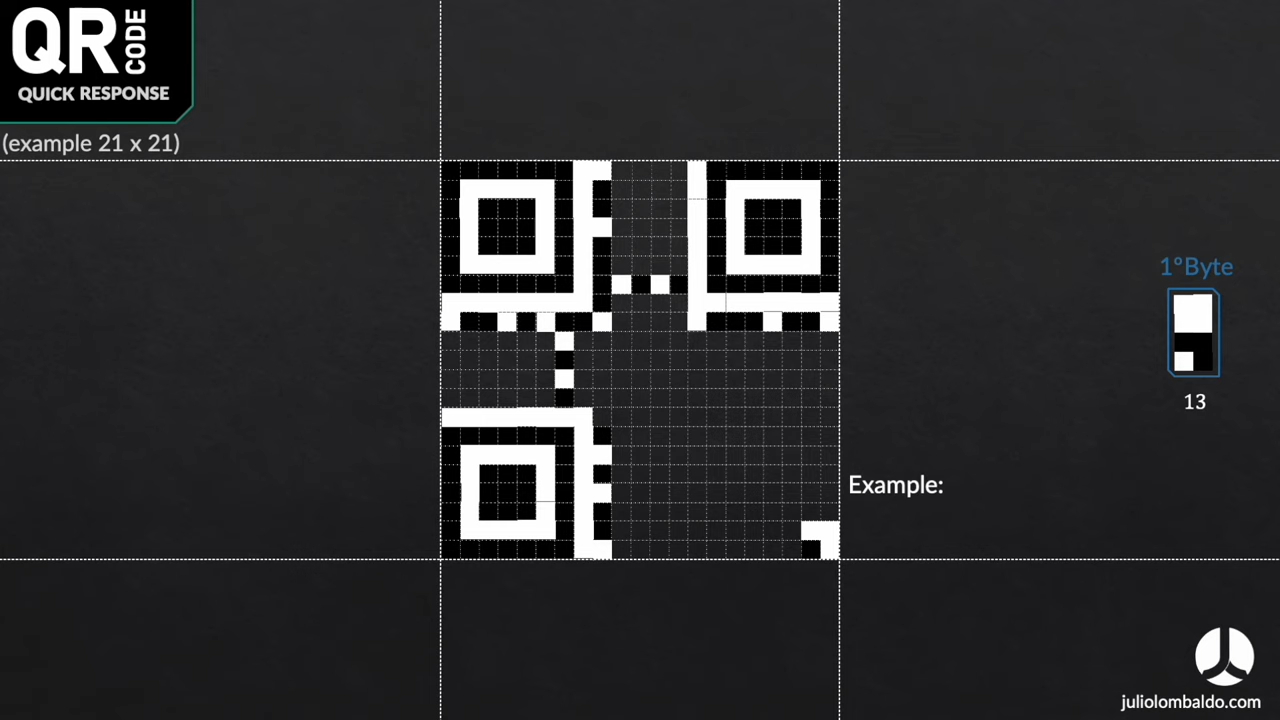 QR CODE
QUICK RESPONSE
(example 21 x 21)
1°Byte
13
Example:
juliolombaldo.com